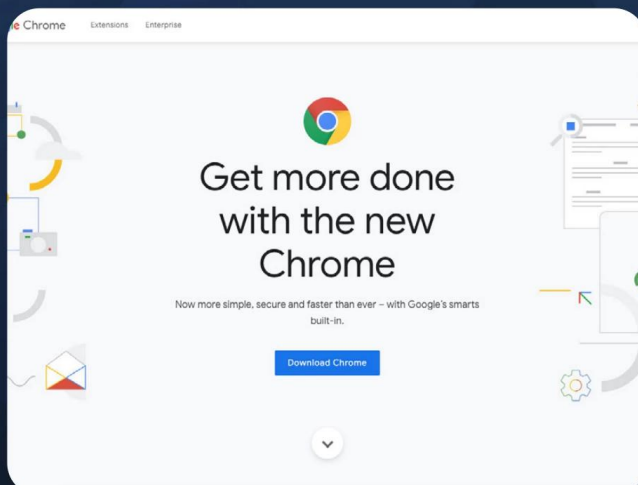 le Chrome Extensions Enterprise
Get more done
with the new
Chrome
Now more simple, secure and faster than ever – with Google's smarts
built-in.
Download Chrome